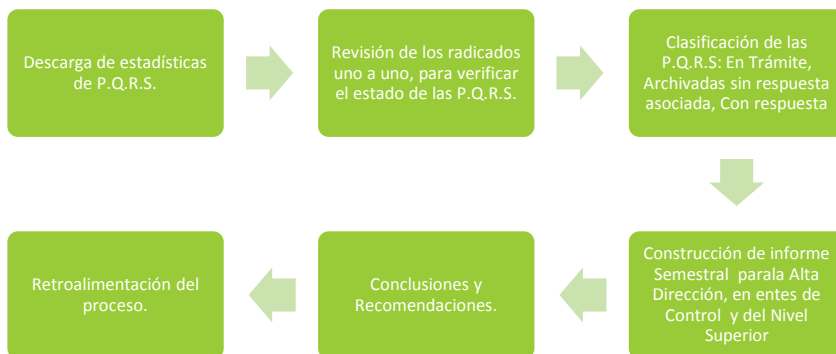 Descarga de estadísticas
de P.Q.R.S.
Revisión de los radicados
uno a uno, para verificar
el estado de las P.Q.R.S.
Clasificación de las
P.Q.R.S: En Trámite,
Archivadas sin respuesta
asociada, Con respuesta
Construcción de informe
Semestral parala Alta
Dirección, en entes de
Control y del Nivel
Superior
Conclusiones y
Recomendaciones.
Retroalimentación del
proceso.